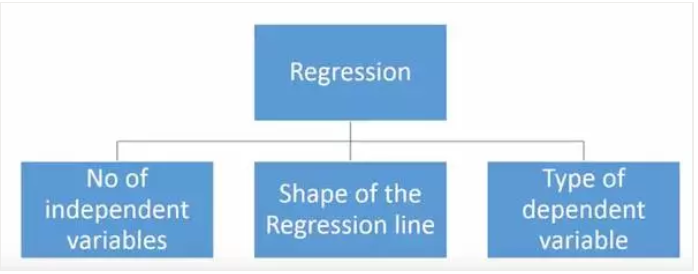 Regression
No of
independent
variables
Shape of the
Regression line
Type of
dependent
variable